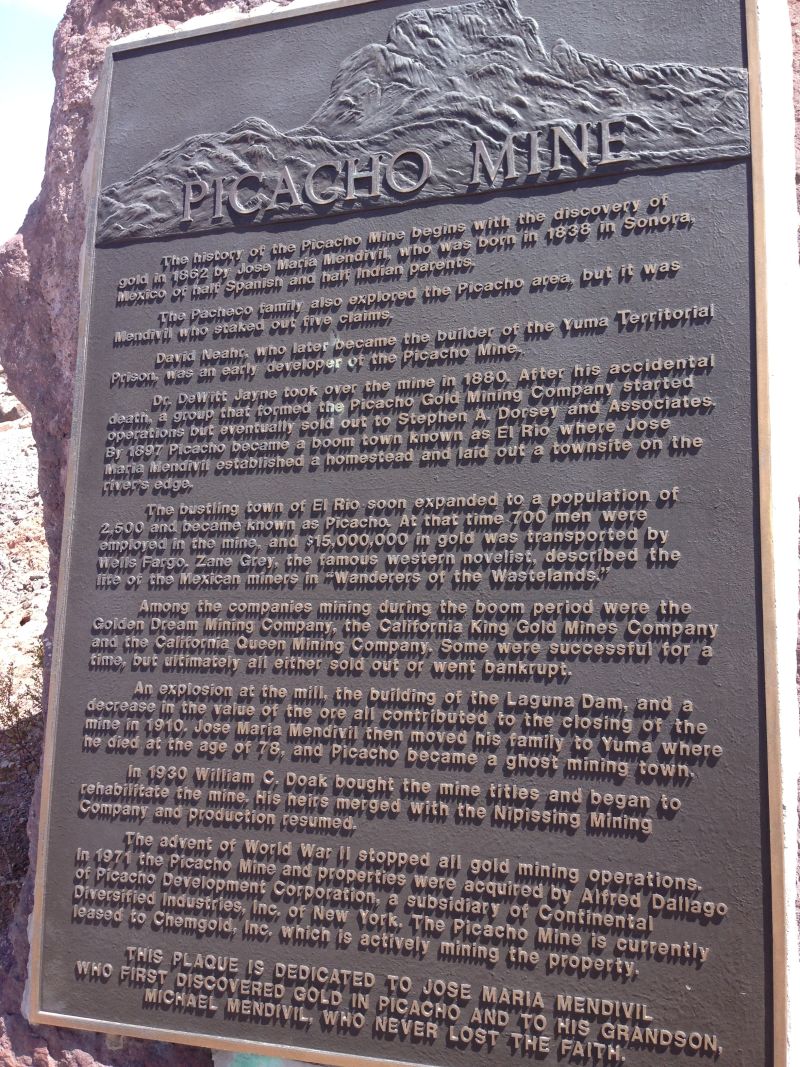 PICACHO MINE
The history of the Picacho Mine begins with the discovery of
gold in 1862 by Jose Maria Mendivil, who was born in 1838 in Sonora,
Mexico of half Spanish and half Indian parents.
The Pacheco family also explored the Picacho area, but it was
Mendivil who staked out five claims.
David Neahr, who later became the builder of the Yuma Territorial
Prison, was an early developer of the Picacho Mine.
Dr. DeWitt Jayne took over the mine in 1880. After his accidental
death, a group that formed the Picacho Gold Mining Company started
operations but eventually sold out to Stephen A. Dorsey and Associates.
By 1897 Picacho became a boom town known as El Rio where Jose
Maria Mendivil established a homestead and laid out a townsite on the
river's edge.
The bustling town of El Rio soon expanded to a population of
2,500 and became known as Picacho. At that time 700 men were
employed in the mine, and $15,000,000 in gold was transported by
Wells Fargo. Zane Grey, the famous western novelist, described the
life of the Mexican miners in "Wanderers of the Wastelands."
Among the companies mining during the boom period were the
Golden Dream Mining Company, the California King Gold Mines Company
and the California Queen Mining Company. Some were successful for a
time, but ultimately all either sold out or went bankrupt.
An explosion at the mill, the building of the Laguna Dam, and a
decrease in the value of the ore all contributed to the closing of the
mine in 1910. Jose Maria Mendivil then moved his family to Yuma where
he died at the age of 78, and Picacho became a ghost mining town.
In 1930 William C. Doak bought the mine titles and began to
rehabilitate the mine. His heirs merged with the Nipissing Mining
Company and production resumed.
The advent of World War II stopped all gold mining operations.
In 1971 the Picacho Mine and properties were acquired by Alfred Dallago
of Picacho Development Corporation, a subsidiary of Continental
Diversified Industries, Inc. of New York. The Picacho Mine is currently
leased to Chemgold, Inc. which is actively mining the property.
THIS PLAQUE IS DEDICATED TO JOSE MARIA MENDIVIL
WHO FIRST DISCOVERED GOLD IN PICACHO AND TO HIS GRANDSON,
MICHAEL MENDIVIL, WHO NEVER LOST THE FAITH.